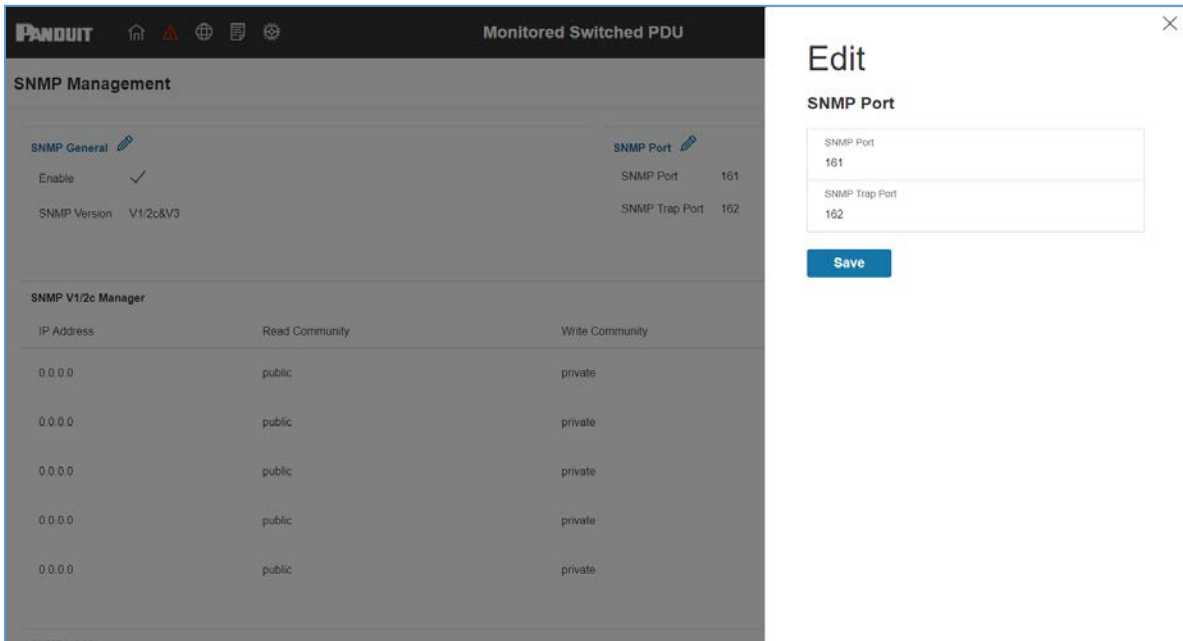 PANDUIT
Monitored Switched PDU
SNMP Management
SNMP General
Enable
SNMP Version V1/2c&V3
SNMP Port
SNMP Port 161
SNMP Trap Port 162
SNMP V1/2c Manager
IP Address Read Community Write Community
0.0.0.0 public private
0.0.0.0 public private
0.0.0.0 public private
0.0.0.0 public private
0.0.0.0 public private
Edit
SNMP Port
SNMP Port
161
SNMP Trap Port
162
Save